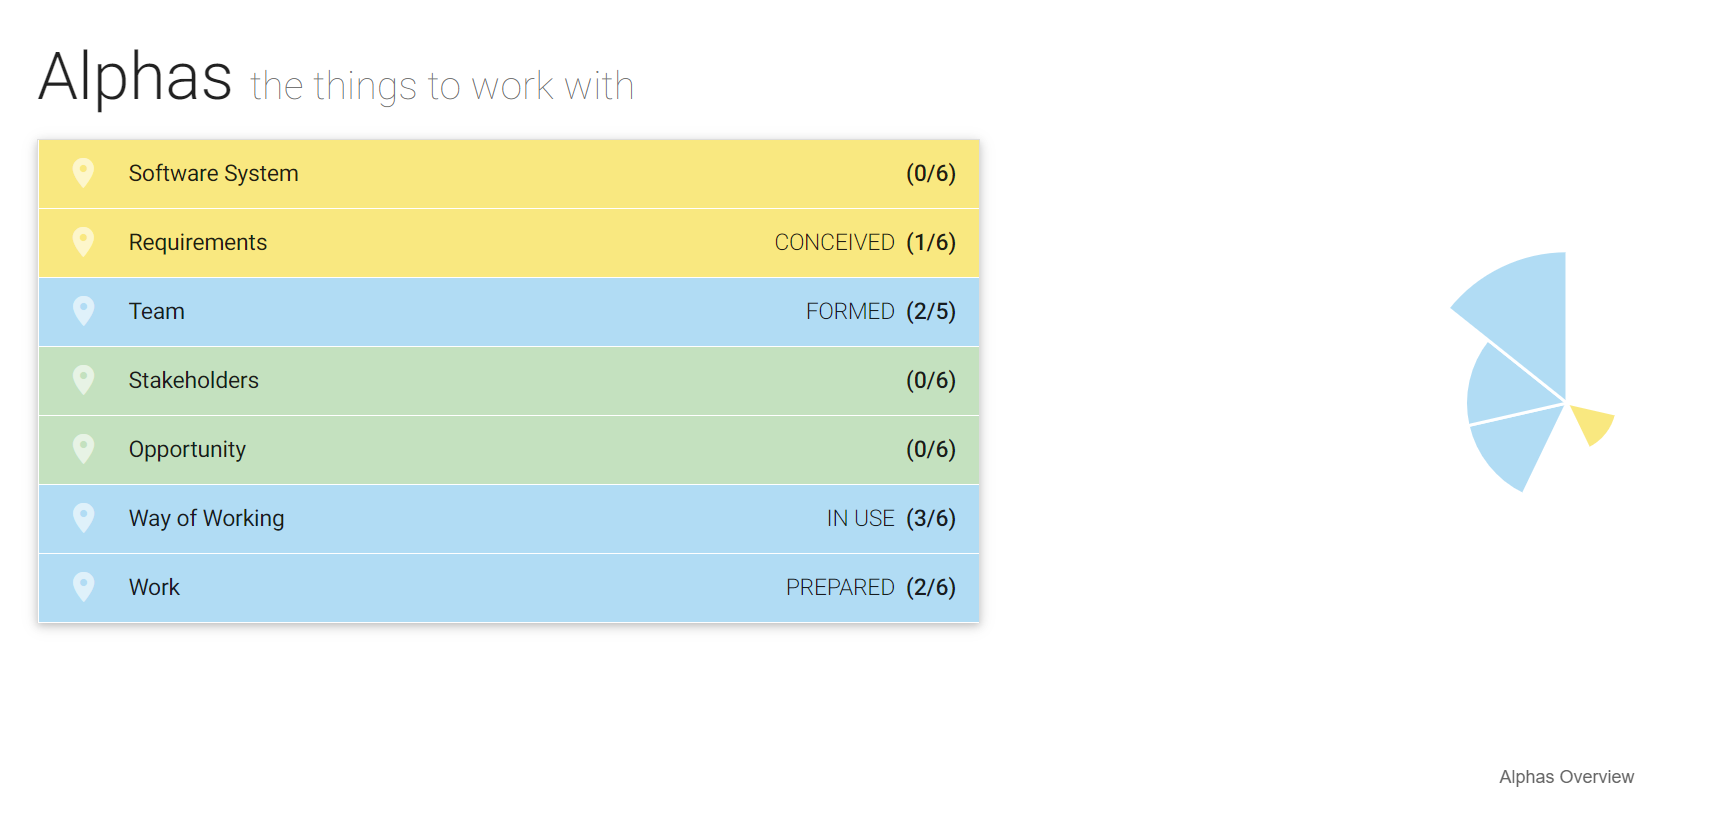 Alphas the things to work with
Software System (0/6)
Requirements CONCEIVED (1/6)
Team FORMED (2/5)
Stakeholders (0/6)
Opportunity (0/6)
Way of Working IN USE (3/6)
Work PREPARED (2/6)
Alphas Overview